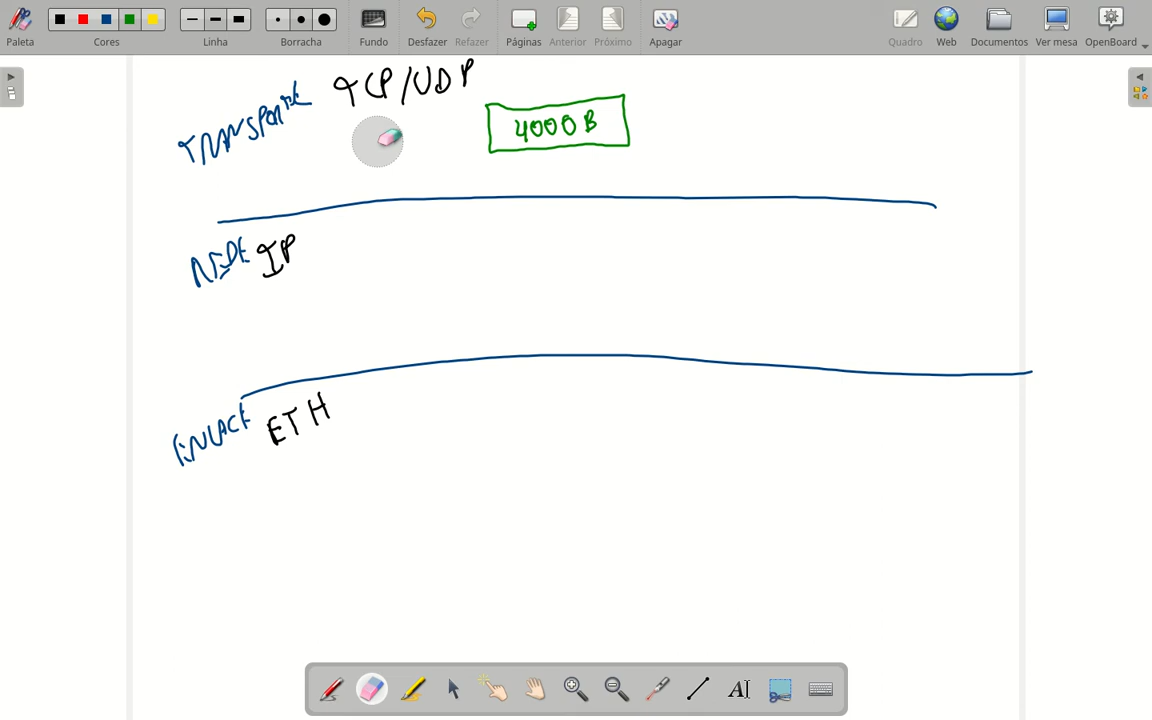 Paleta Cores Linha Borracha Fundo Desfazer Refazer Páginas Anterior Próximo Apagar Quadro Web Documentos Ver mesa OpenBoard
TRANSPORTE TCP/UDP
4000 B
REDE IP
ENLACE ETH